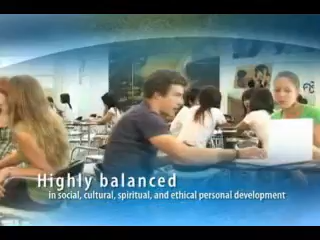 Highly balanced
in social, cultural, spiritual, and ethical personal development